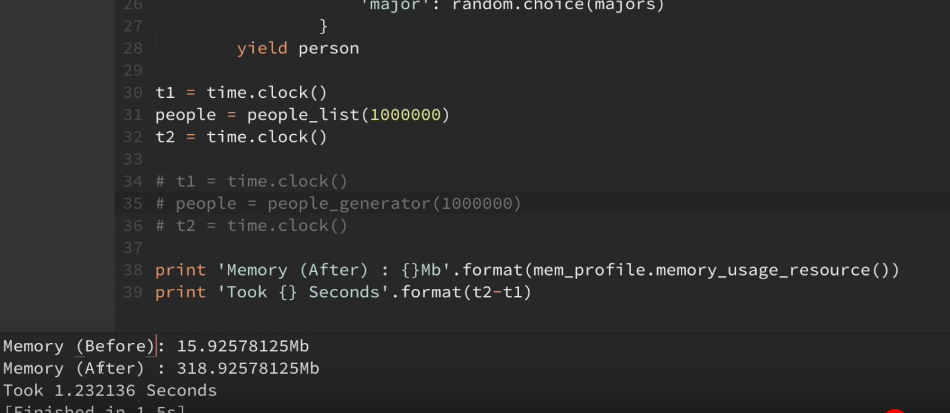 26 'major': random.choice(majors)
27 }
28 yield person
29
30 t1 = time.clock()
31 people = people_list(1000000)
32 t2 = time.clock()
33
34 # t1 = time.clock()
35 # people = people_generator(1000000)
36 # t2 = time.clock()
37
38 print 'Memory (After) : {}Mb'.format(mem_profile.memory_usage_resource())
39 print 'Took {} Seconds'.format(t2-t1)
Memory (Before): 15.92578125Mb
Memory (After) : 318.92578125Mb
Took 1.232136 Seconds
[Finished in 1.5s]